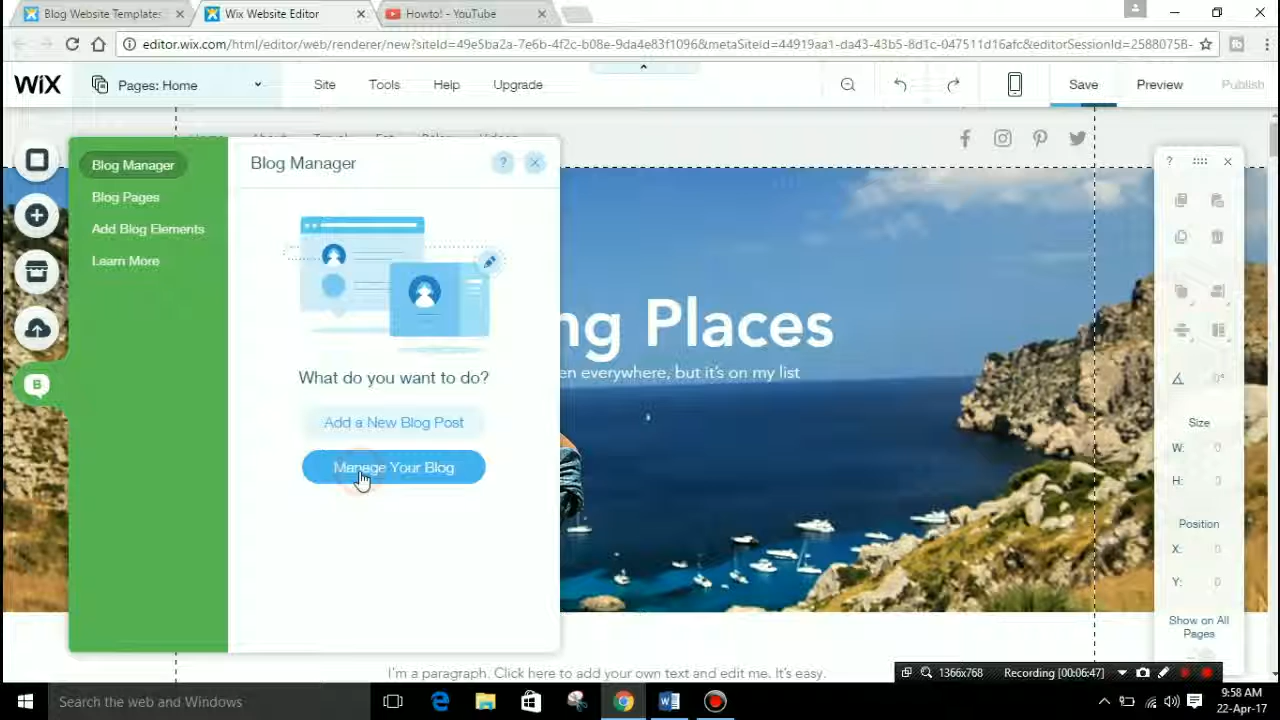 Blog Website Templates
Wix Website Editor
Howto! - YouTube
editor.wix.com/html/editor/web/renderer/new?siteId=49e5ba2a-7e6b-4f2c-b08e-9da4e83f1096&metaSiteId=44919aa1-da43-43b5-8d1c-047511d16afc&editorSessionId=2588075B-
WiX
Pages: Home
Site
Tools
Help
Upgrade
Save
Preview
Publish
Blog Manager
Blog Pages
Add Blog Elements
Learn More
Blog Manager
?
What do you want to do?
Add a New Blog Post
Manage Your Blog
B
ng Places
en everywhere, but it's on my list
I'm a paragraph. Click here to add your own text and edit me. It's easy.
?
0°
Size
W: 0
H: 0
Position
X: 0
Y: 0
Show on All
Pages
1366x768
Recording [00:06:47]
Search the web and Windows
9:58 AM
22-Apr-17